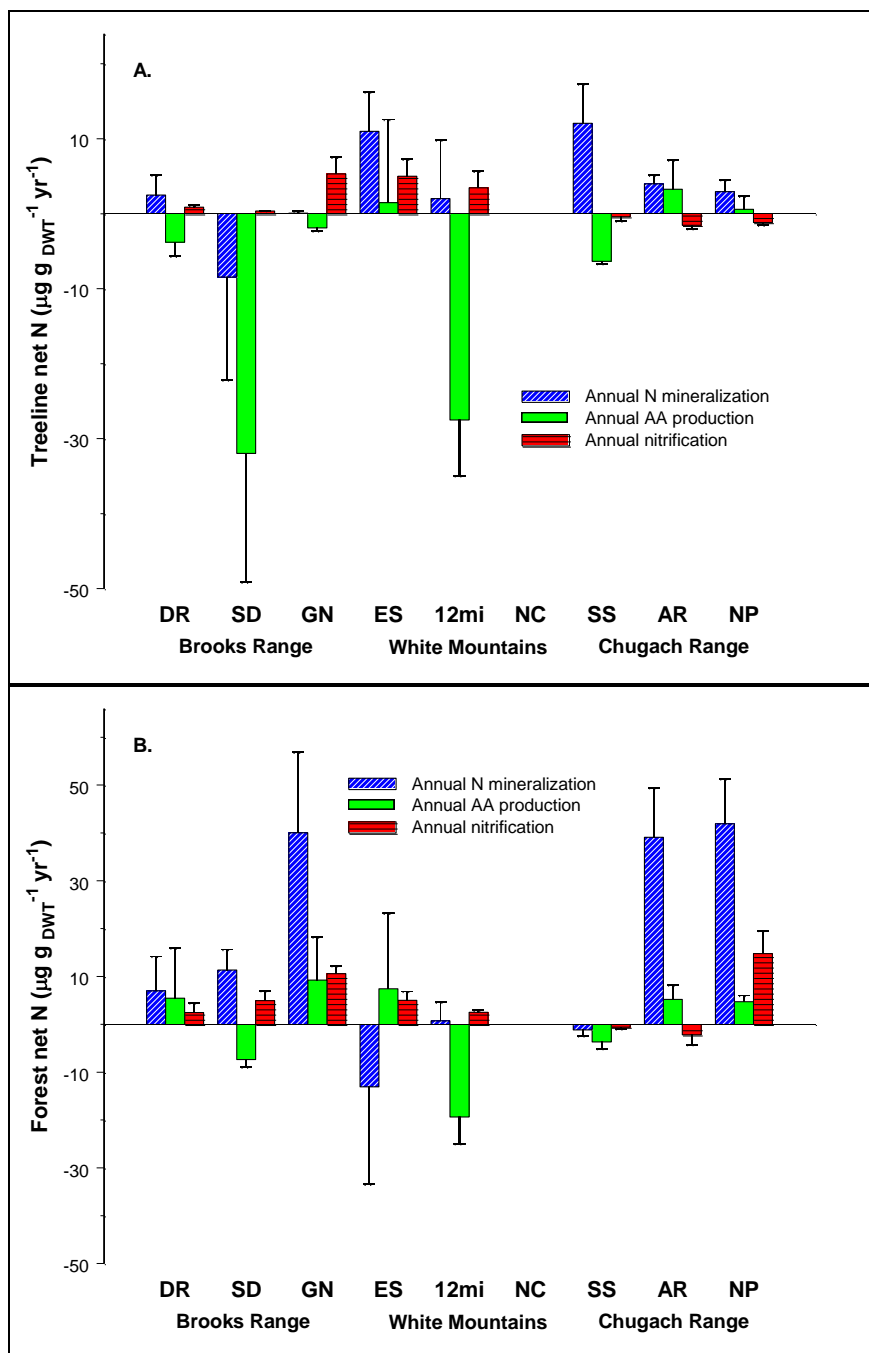 A.
Treeline net N (µg g DWT-1 yr-1)
10
-10
-30
-50
Annual N mineralization
Annual AA production
Annual nitrification
DR SD GN ES 12mi NC SS AR NP
Brooks Range White Mountains Chugach Range
B.
Forest net N (µg g DWT-1 yr-1)
50
30
10
-10
-30
-50
Annual N mineralization
Annual AA production
Annual nitrification
DR SD GN ES 12mi NC SS AR NP
Brooks Range White Mountains Chugach Range